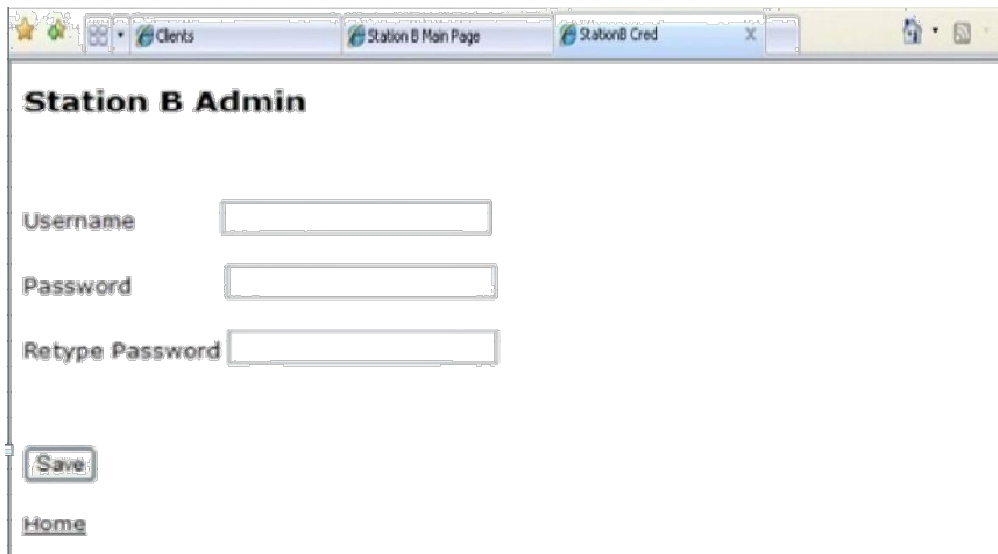 Clients Station B Main Page StationB Cred X
Station B Admin
Username
Password
Retype Password
Save
Home